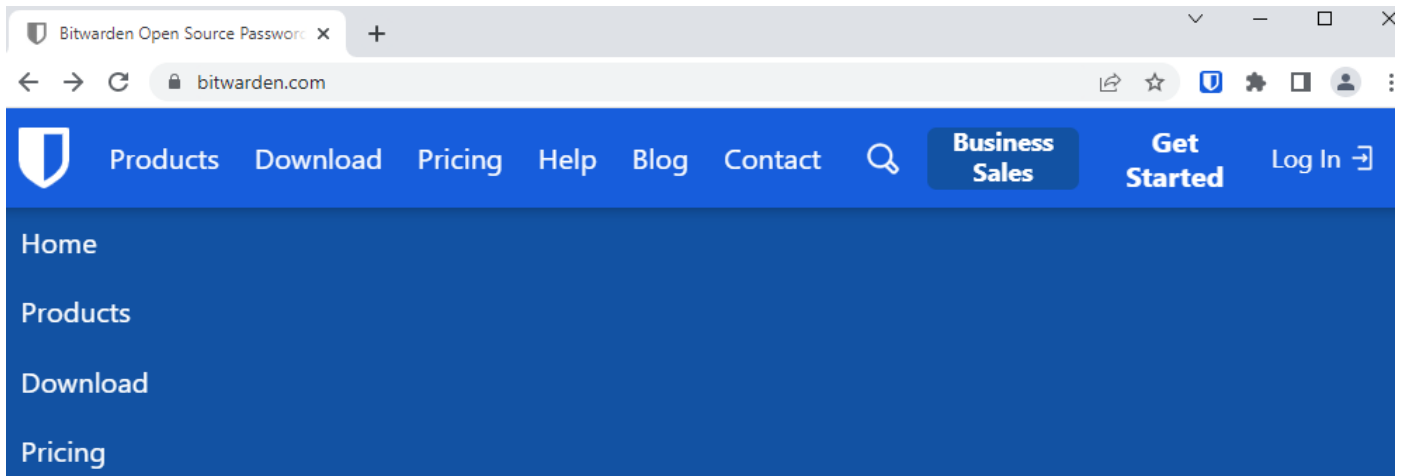 Bitwarden Open Source Passwor
bitwarden.com
Products Download Pricing Help Blog Contact Business Sales Get Started Log In
Home
Products
Download
Pricing